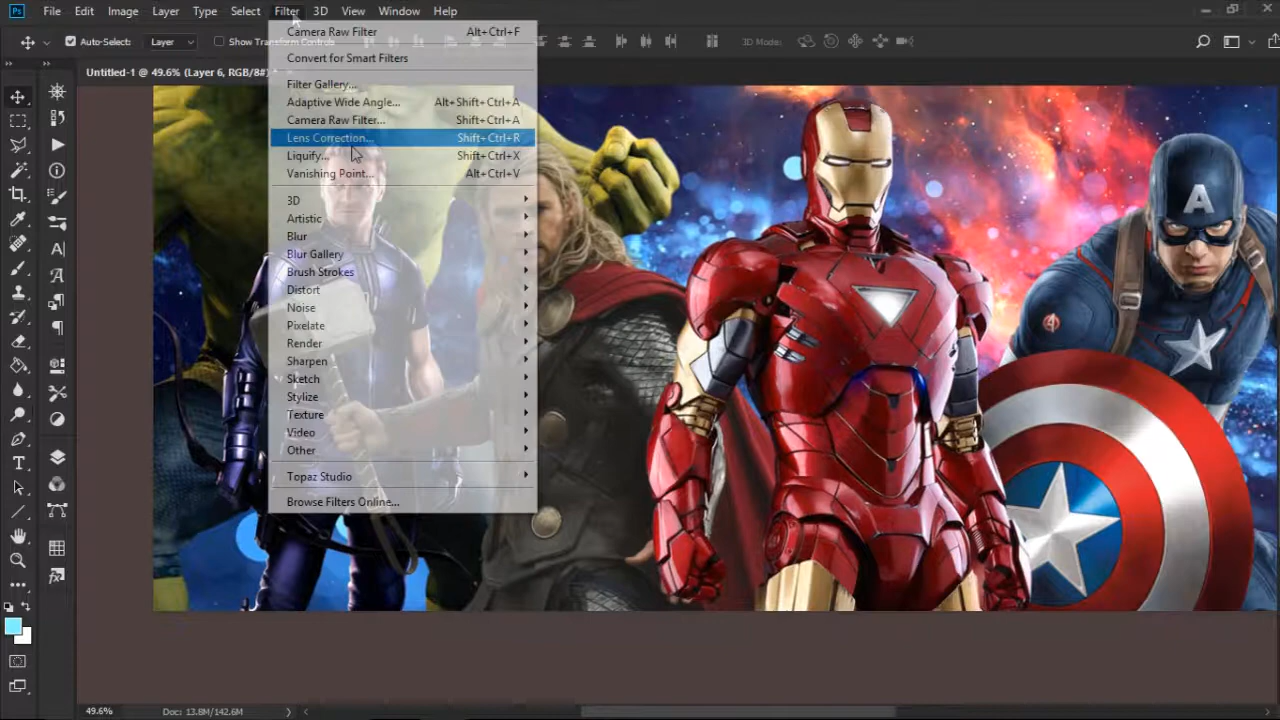 Ps File Edit Image Layer Type Select Filter 3D View Window Help
Auto-Select: Layer Show Transform Controls 3D Mode:
Untitled-1 @ 49.6% (Layer 6, RGB/8#) *
Camera Raw Filter Alt+Ctrl+F
Convert for Smart Filters
Filter Gallery...
Adaptive Wide Angle... Alt+Shift+Ctrl+A
Camera Raw Filter... Shift+Ctrl+A
Lens Correction... Shift+Ctrl+R
Liquify... Shift+Ctrl+X
Vanishing Point... Alt+Ctrl+V
3D
Artistic
Blur
Blur Gallery
Brush Strokes
Distort
Noise
Pixelate
Render
Sharpen
Sketch
Stylize
Texture
Video
Other
Topaz Studio
Browse Filters Online...
A
49.6% Doc: 13.8M/142.6M